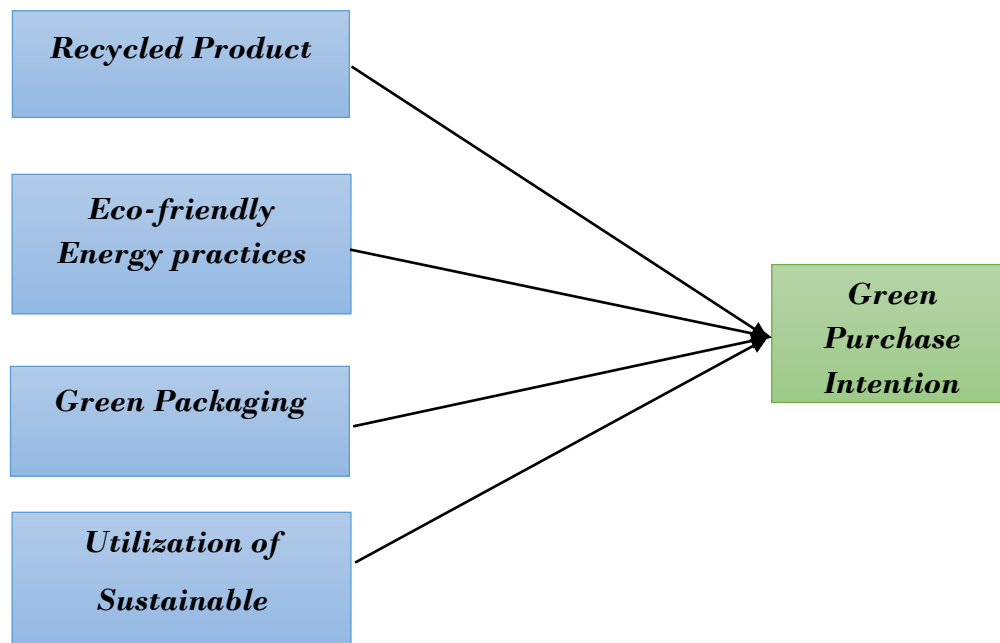 Recycled Product
Eco-friendly
Energy practices
Green Packaging
Utilization of
Sustainable
Green
Purchase
Intention